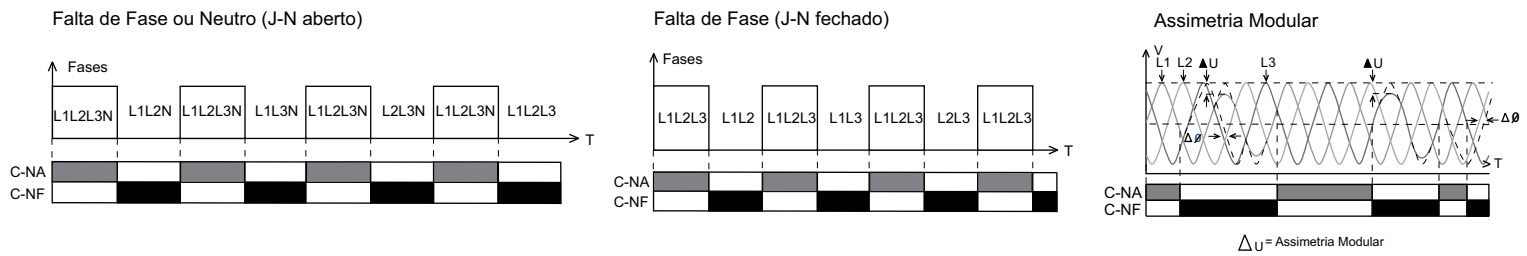 Falta de Fase ou Neutro (J-N aberto)
Fases
L1L2L3N L1L2N L1L2L3N L1L3N L1L2L3N L2L3N L1L2L3N L1L2L3
T
C-NA
C-NF
Falta de Fase (J-N fechado)
Fases
L1L2L3 L1L2 L1L2L3 L1L3 L1L2L3 L2L3 L1L2L3
T
C-NA
C-NF
Assimetria Modular
V
L1 L2 ▲U L3 ▲U
Δø Δø
T
C-NA
C-NF
ΔU = Assimetria Modular